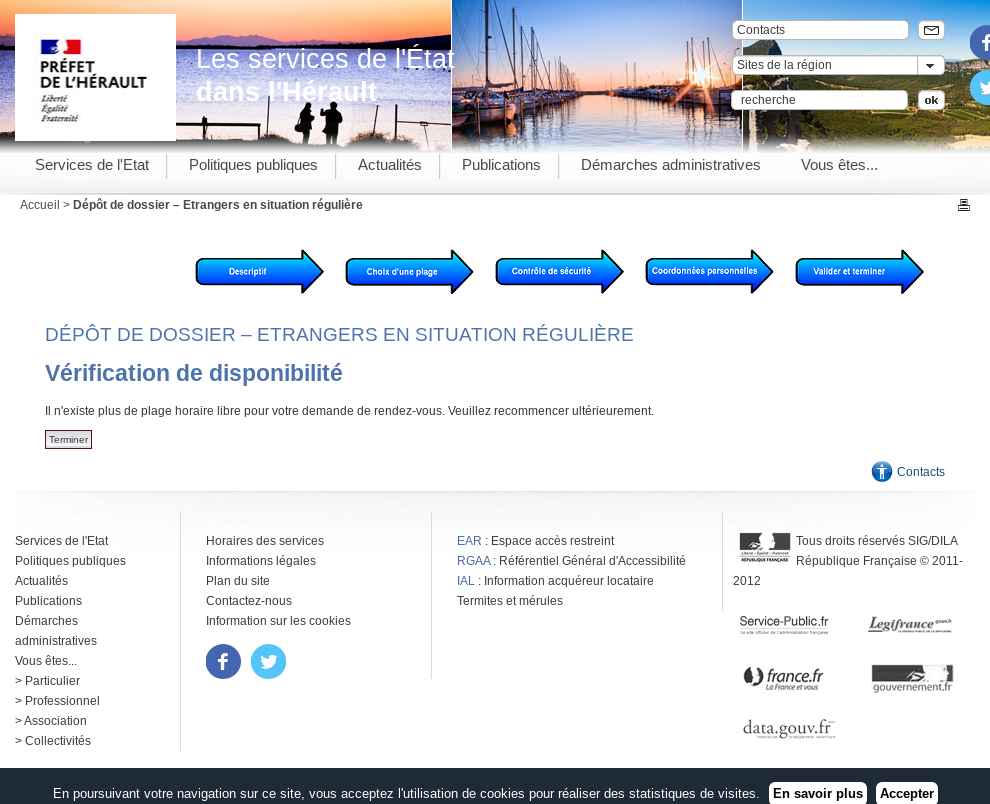 PRÉFET
DE L'HÉRAULT
Liberté
Égalité
Fraternité
Les services de l'État
dans l'Hérault
Contacts
Sites de la région
recherche
ok
Services de l'Etat
Politiques publiques
Actualités
Publications
Démarches administratives
Vous êtes...
Accueil > Dépôt de dossier – Etrangers en situation régulière
Descriptif
Choix d'une plage
Contrôle de sécurité
Coordonnées personnelles
Valider et terminer
DÉPÔT DE DOSSIER – ETRANGERS EN SITUATION RÉGULIÈRE
Vérification de disponibilité
Il n'existe plus de plage horaire libre pour votre demande de rendez-vous. Veuillez recommencer ultérieurement.
Terminer
Contacts
Services de l'Etat
Politiques publiques
Actualités
Publications
Démarches
administratives
Vous êtes...
> Particulier
> Professionnel
> Association
> Collectivités
Horaires des services
Informations légales
Plan du site
Contactez-nous
Information sur les cookies
EAR : Espace accès restreint
RGAA : Référentiel Général d'Accessibilité
IAL : Information acquéreur locataire
Termites et mérules
Liberté • Égalité • Fraternité
RÉPUBLIQUE FRANÇAISE
Tous droits réservés SIG/DILA
République Française © 2011-
2012
Service-Public.fr
Le site officiel de l'administration française
Legifrance.gouv.fr
LE SERVICE PUBLIC DE LA DIFFUSION DU DROIT
france.fr
La France et vous
gouvernement.fr
data.gouv.fr
En poursuivant votre navigation sur ce site, vous acceptez l'utilisation de cookies pour réaliser des statistiques de visites.
En savoir plus
Accepter